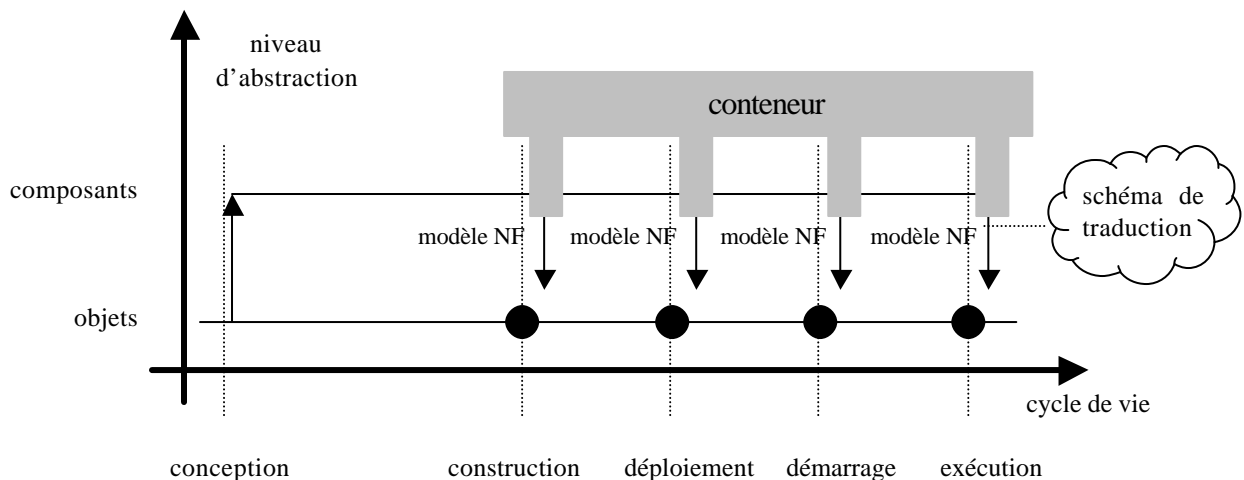 niveau
d’abstraction
conteneur
composants
schéma de
traduction
modèle NF
modèle NF
modèle NF
modèle NF
objets
cycle de vie
conception
construction
déploiement
démarrage
exécution